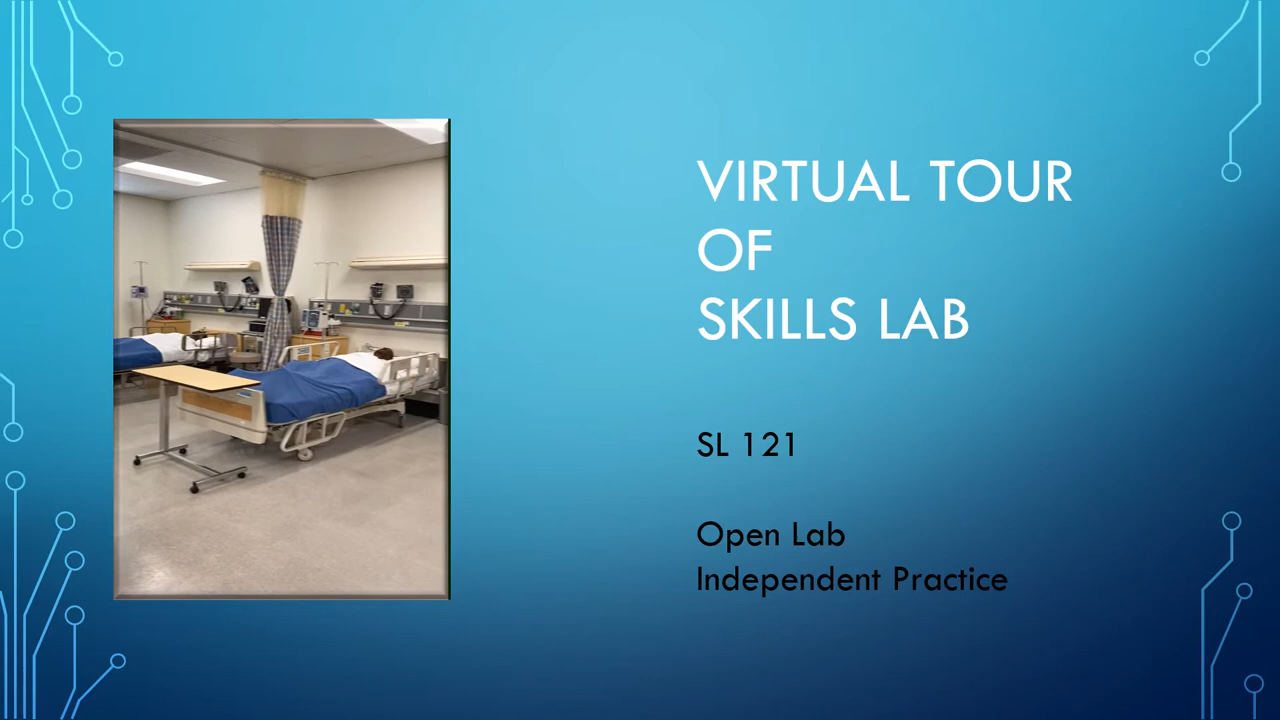 VIRTUAL TOUR
OF
SKILLS LAB
SL 121
Open Lab
Independent Practice